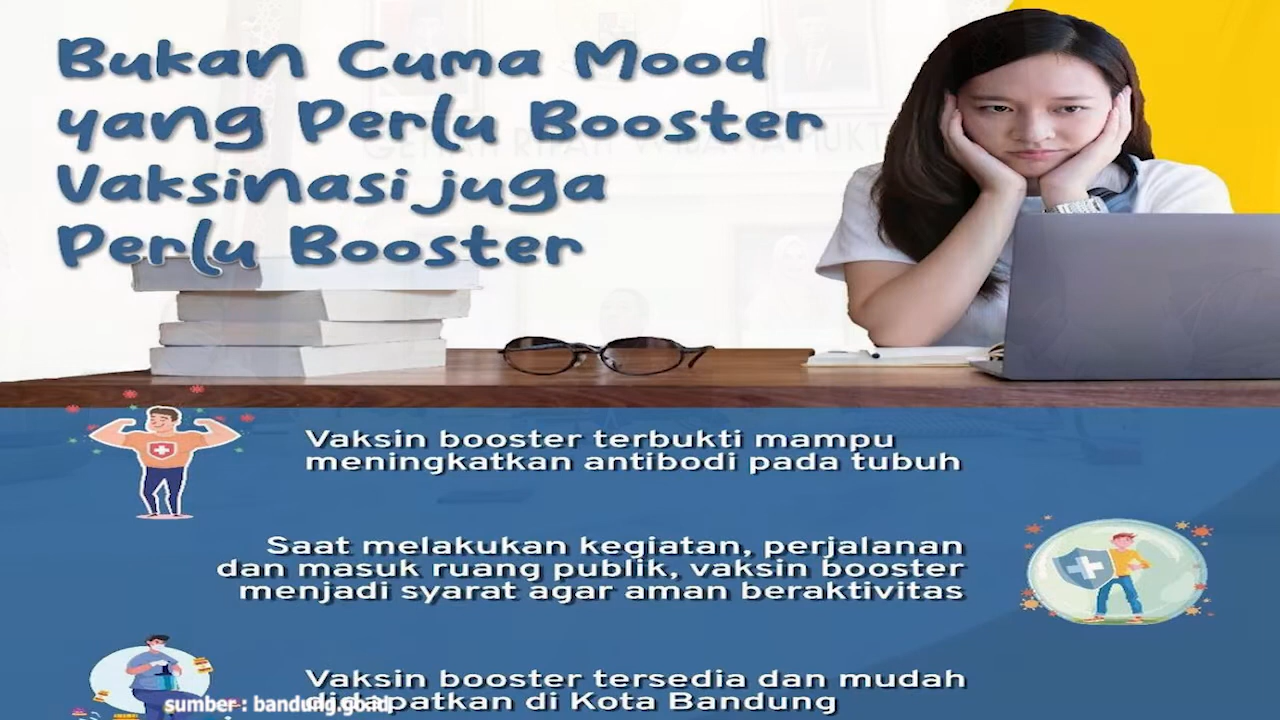 Bukan Cuma Mood
yang Perlu Booster
Vaksinasi juga
Perlu Booster
Vaksin booster terbukti mampu
meningkatkan antibodi pada tubuh
Saat melakukan kegiatan, perjalanan
dan masuk ruang publik, vaksin booster
menjadi syarat agar aman beraktivitas
Vaksin booster tersedia dan mudah
didapatkan di Kota Bandung
sumber : bandung.go.id